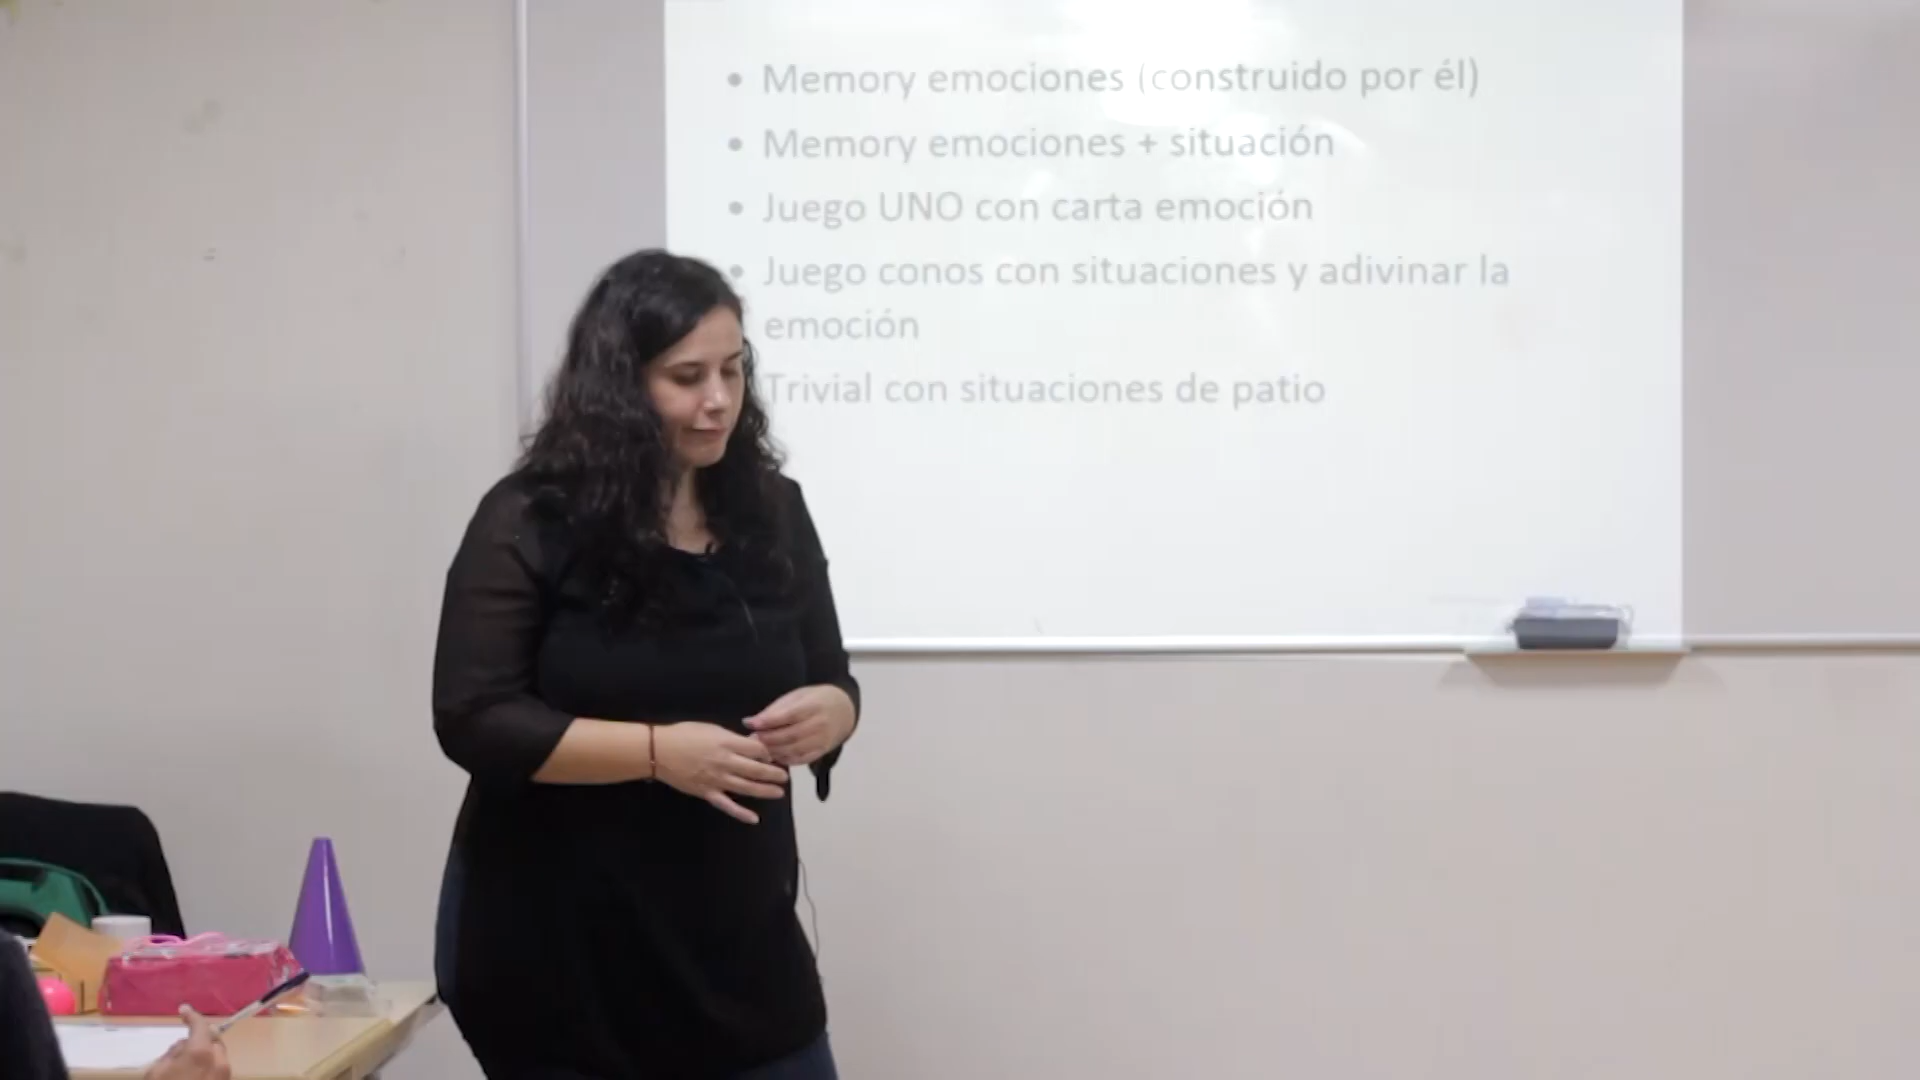 • Memory emociones (construido por él)
• Memory emociones + situación
• Juego UNO con carta emoción
• Juego conos con situaciones y adivinar la
emoción
Trivial con situaciones de patio